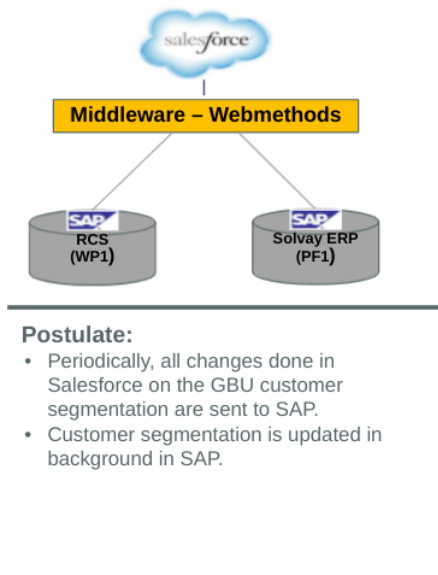 salesforce
Middleware – Webmethods
SAP SAP
RCS Solvay ERP
(WP1) (PF1)
Postulate:
• Periodically, all changes done in
Salesforce on the GBU customer
segmentation are sent to SAP.
• Customer segmentation is updated in
background in SAP.